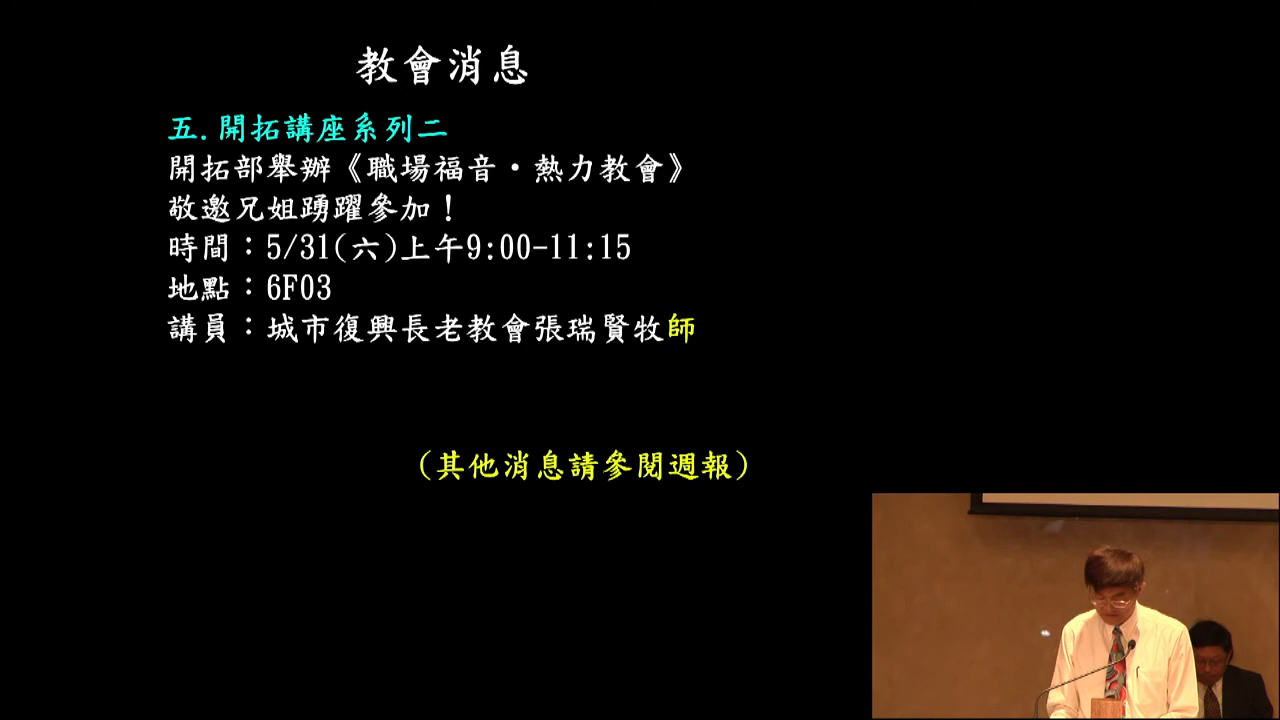 教會消息
五.開拓講座系列二
開拓部舉辦《職場福音·熱力教會》
敬邀兄姐踴躍參加！
時間：5/31(六)上午9:00-11:15
地點：6F03
講員：城市復興長老教會張瑞賢牧師
(其他消息請參閱週報)